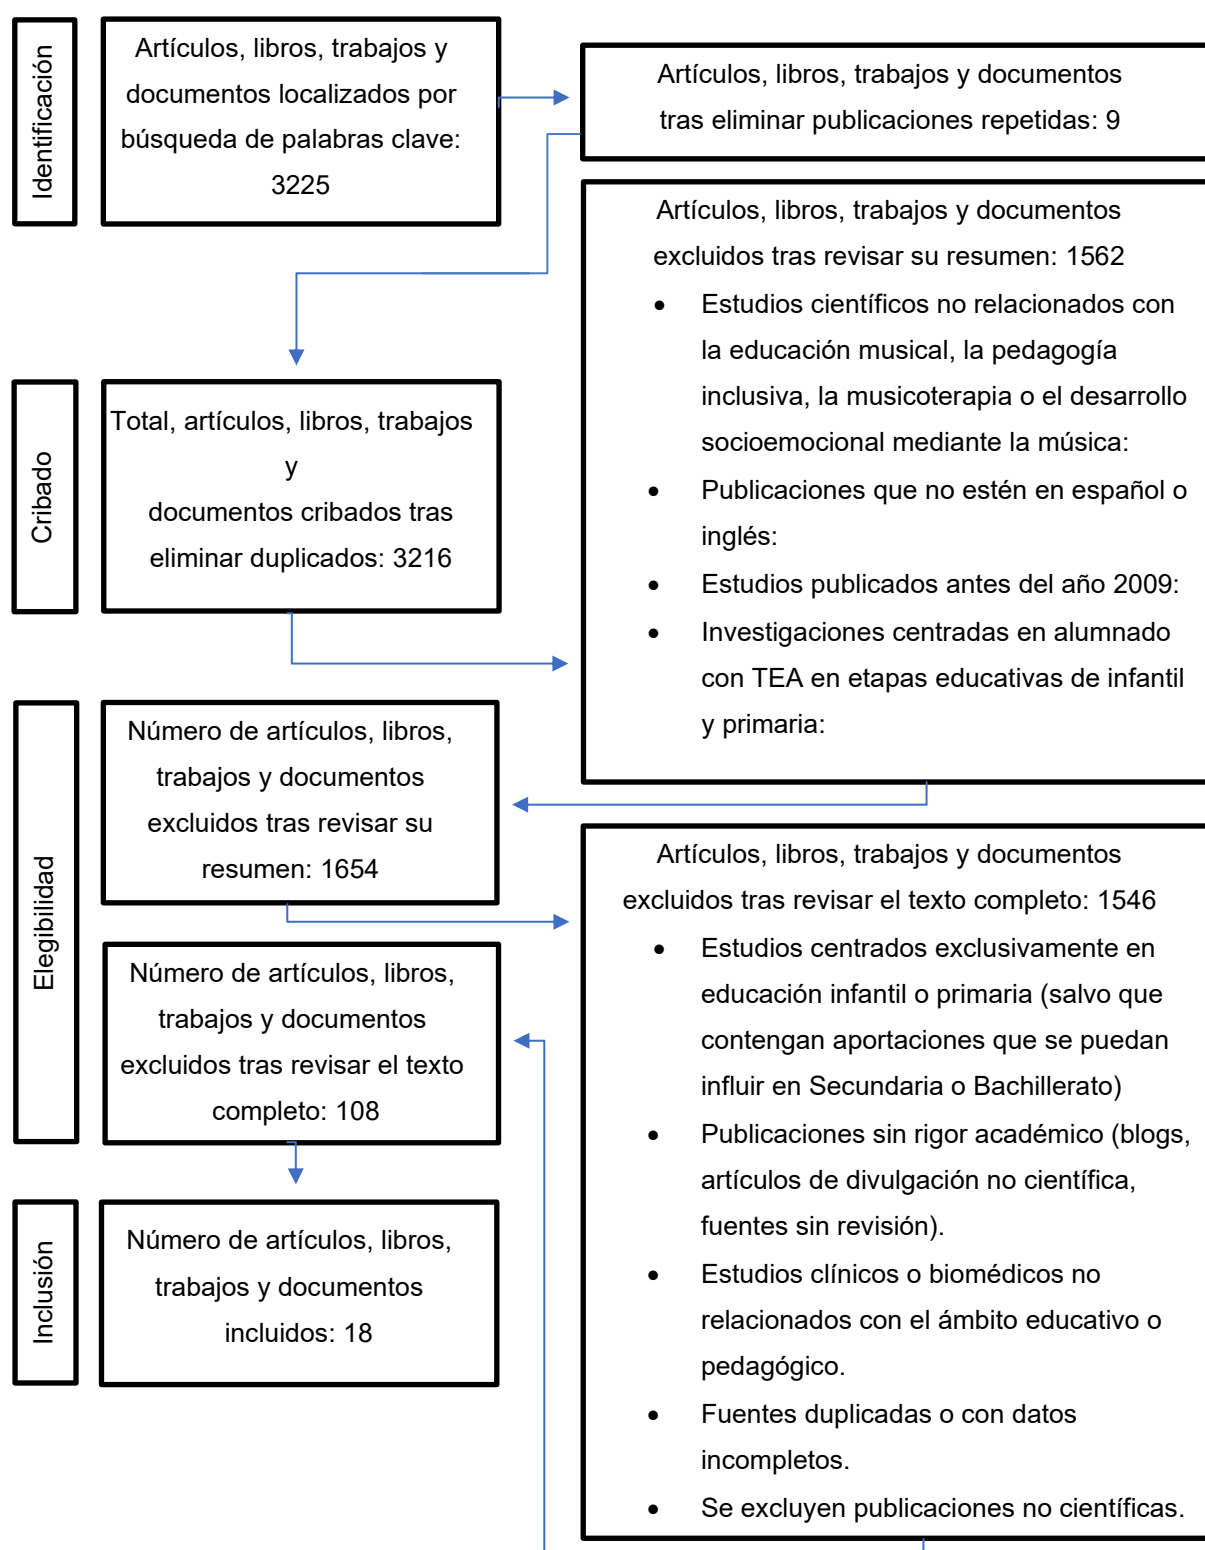 Identificación
Artículos, libros, trabajos y
documentos localizados por
búsqueda de palabras clave:
3225
Artículos, libros, trabajos y documentos
tras eliminar publicaciones repetidas: 9
Artículos, libros, trabajos y documentos
excluidos tras revisar su resumen: 1562
• Estudios científicos no relacionados con
la educación musical, la pedagogía
inclusiva, la musicoterapia o el desarrollo
socioemocional mediante la música:
• Publicaciones que no estén en español o
inglés:
• Estudios publicados antes del año 2009:
• Investigaciones centradas en alumnado
con TEA en etapas educativas de infantil
y primaria:
Cribado
Total, artículos, libros, trabajos
y
documentos cribados tras
eliminar duplicados: 3216
Elegibilidad
Número de artículos, libros,
trabajos y documentos
excluidos tras revisar su
resumen: 1654
Artículos, libros, trabajos y documentos
excluidos tras revisar el texto completo: 1546
• Estudios centrados exclusivamente en
educación infantil o primaria (salvo que
contengan aportaciones que se puedan
influir en Secundaria o Bachillerato)
• Publicaciones sin rigor académico (blogs,
artículos de divulgación no científica,
fuentes sin revisión).
• Estudios clínicos o biomédicos no
relacionados con el ámbito educativo o
pedagógico.
• Fuentes duplicadas o con datos
incompletos.
• Se excluyen publicaciones no científicas.
Número de artículos, libros,
trabajos y documentos
excluidos tras revisar el texto
completo: 108
Inclusión
Número de artículos, libros,
trabajos y documentos
incluidos: 18